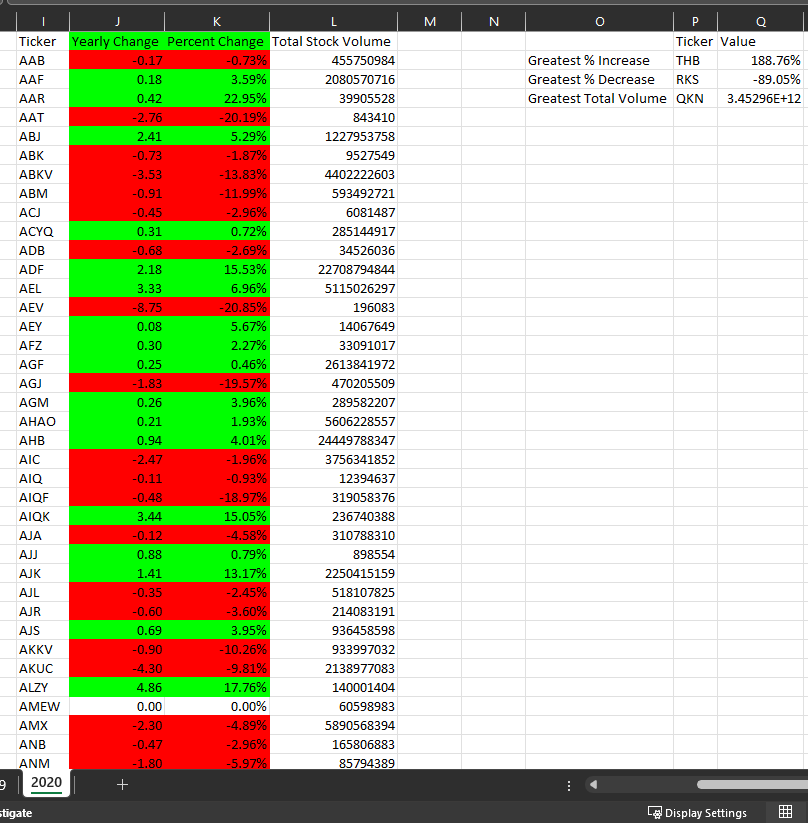 I J K L M N O P Q
Ticker Yearly Change Percent Change Total Stock Volume Ticker Value
AAB -0.17 -0.73% 455750984 Greatest % Increase THB 188.76%
AAF 0.18 3.59% 2080570716 Greatest % Decrease RKS -89.05%
AAR 0.42 22.95% 39905528 Greatest Total Volume QKN 3.45296E+12
AAT -2.76 -20.19% 843410
ABJ 2.41 5.29% 1227953758
ABK -0.73 -1.87% 9527549
ABKV -3.53 -13.83% 4402222603
ABM -0.91 -11.99% 593492721
ACJ -0.45 -2.96% 6081487
ACYQ 0.31 0.72% 285144917
ADB -0.68 -2.69% 34526036
ADF 2.18 15.53% 22708794844
AEL 3.33 6.96% 5115026297
AEV -8.75 -20.85% 196083
AEY 0.08 5.67% 14067649
AFZ 0.30 2.27% 33091017
AGF 0.25 0.46% 2613841972
AGJ -1.83 -19.57% 470205509
AGM 0.26 3.96% 289582207
AHAO 0.21 1.93% 5606228557
AHB 0.94 4.01% 24449788347
AIC -2.47 -1.96% 3756341852
AIQ -0.11 -0.93% 12394637
AIQF -0.48 -18.97% 319058376
AIQK 3.44 15.05% 236740388
AJA -0.12 -4.58% 310788310
AJJ 0.88 0.79% 898554
AJK 1.41 13.17% 2250415159
AJL -0.35 -2.45% 518107825
AJR -0.60 -3.60% 214083191
AJS 0.69 3.95% 936458598
AKKV -0.90 -10.26% 933997032
AKUC -4.30 -9.81% 2138977083
ALZY 4.86 17.76% 140001404
AMEW 0.00 0.00% 60598983
AMX -2.30 -4.89% 5890568394
ANB -0.47 -2.96% 165806883
ANM -1.80 -5.97% 85794389
9 2020
stigate Display Settings